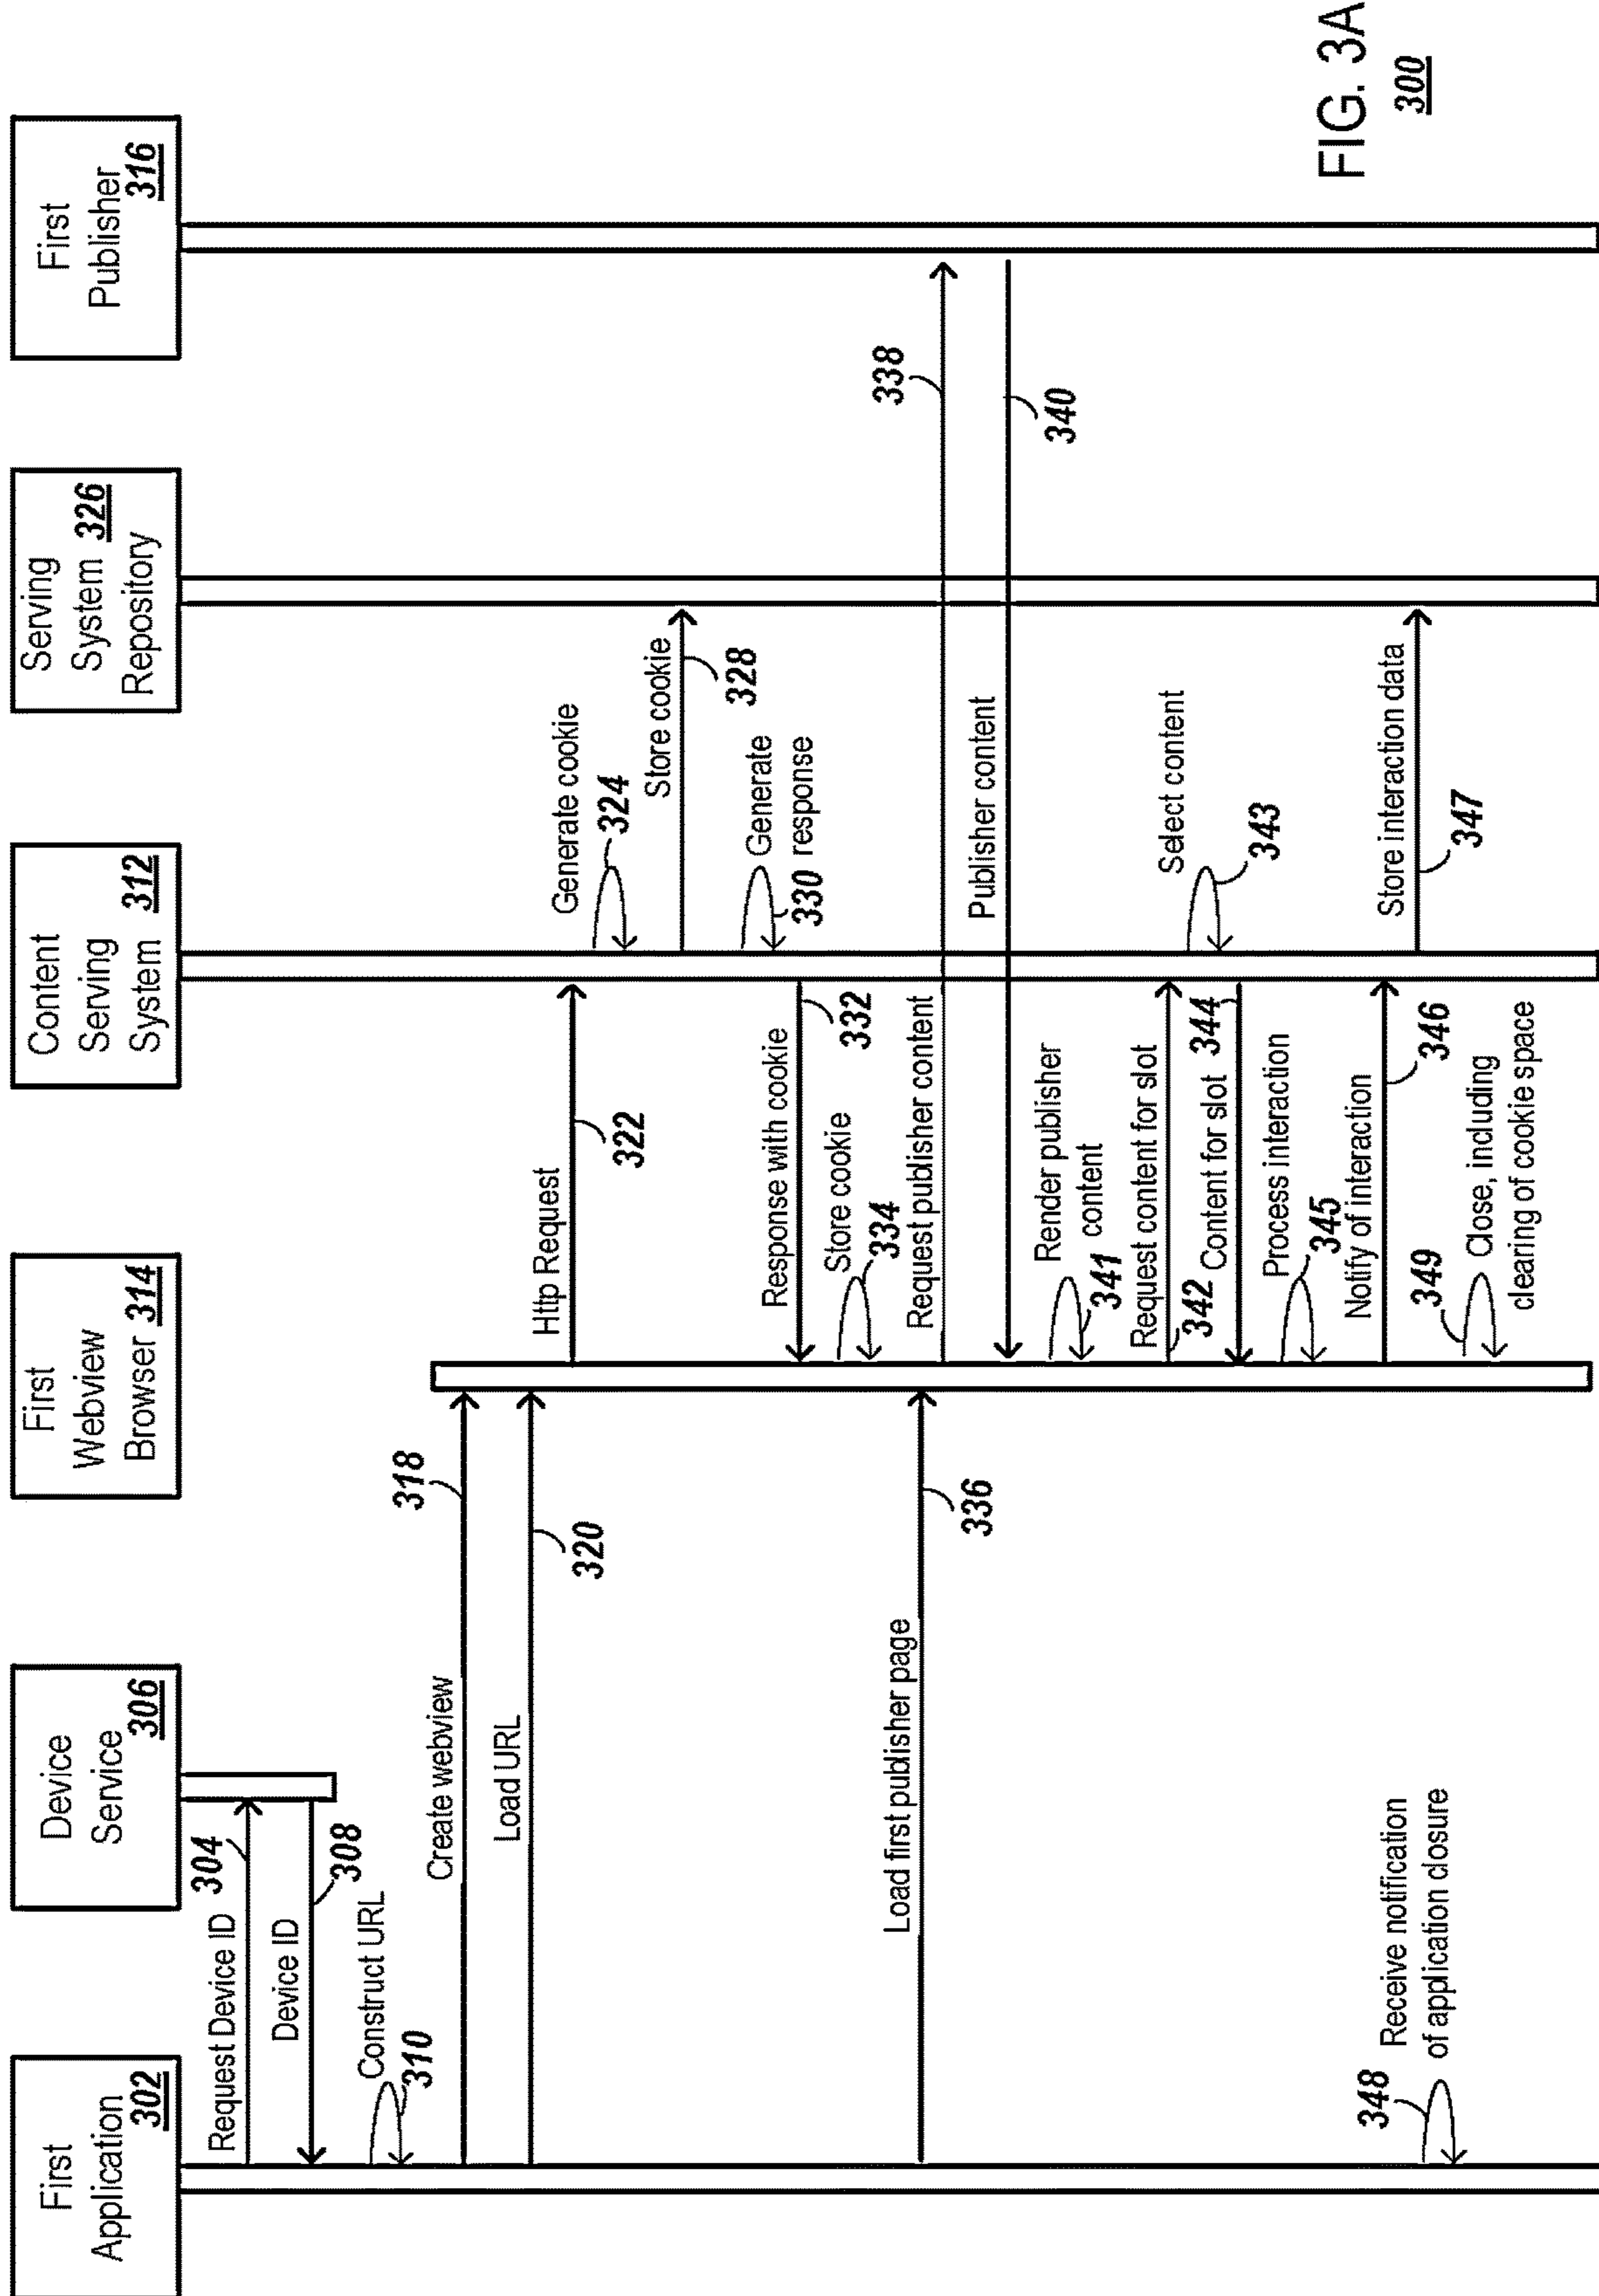 First
Application
302
Device
Service
306
First
Webview
Browser 314
Content
Serving
System 312
Serving
System 326
Repository
First
Publisher
316
Request Device ID 304
Device ID
308
Construct URL
310
Create webview
318
Load URL
320
Http Request
322
Generate cookie
324
Store cookie
328
Generate
330 response
Response with cookie
332
Store cookie
334
Load first publisher page
336
Request publisher content
338
Publisher content
340
Render publisher
341 content
Request content for slot
342
Select content
343
Content for slot 344
Process interaction
345
Notify of interaction
346
Store interaction data
347
348
Receive notification
of application closure
349
Close, including
clearing of cookie space
FIG. 3A
300